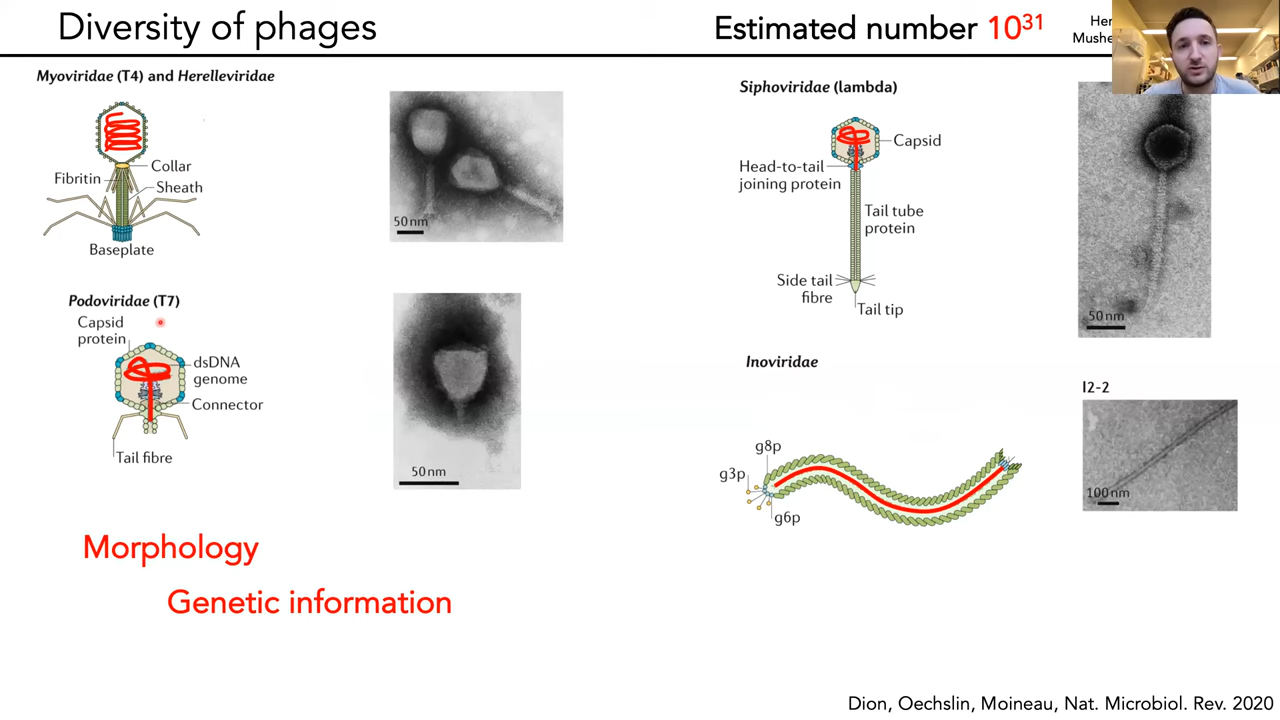 Diversity of phages
Estimated number 10³¹
Myoviridae (T4) and Herelleviridae
Collar
Fibritin
Sheath
Baseplate
50 nm
Podoviridae (T7)
Capsid
protein
dsDNA
genome
Connector
Tail fibre
50 nm
Siphoviridae (lambda)
Capsid
Head-to-tail
joining protein
Tail tube
protein
Side tail
fibre
Tail tip
50 nm
Inoviridae
g8p
g3p
g6p
I2-2
100 nm
Morphology
Genetic information
Dion, Oechslin, Moineau, Nat. Microbiol. Rev. 2020